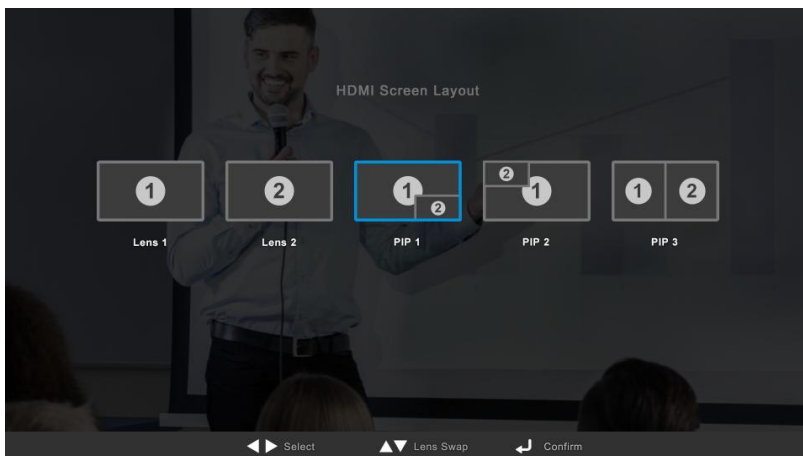 HDMI Screen Layout
1 2 1 2 2 1 1 2
Lens 1 Lens 2 PIP 1 PIP 2 PIP 3
Select Lens Swap Confirm